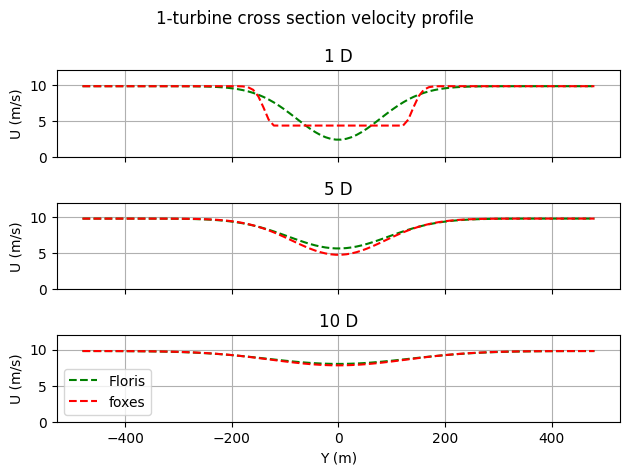 1-turbine cross section velocity profile
1 D
U (m/s)
10
5
0
5 D
U (m/s)
10
5
0
10 D
U (m/s)
10
5
0
Floris
foxes
−400
−200
0
200
400
Y (m)